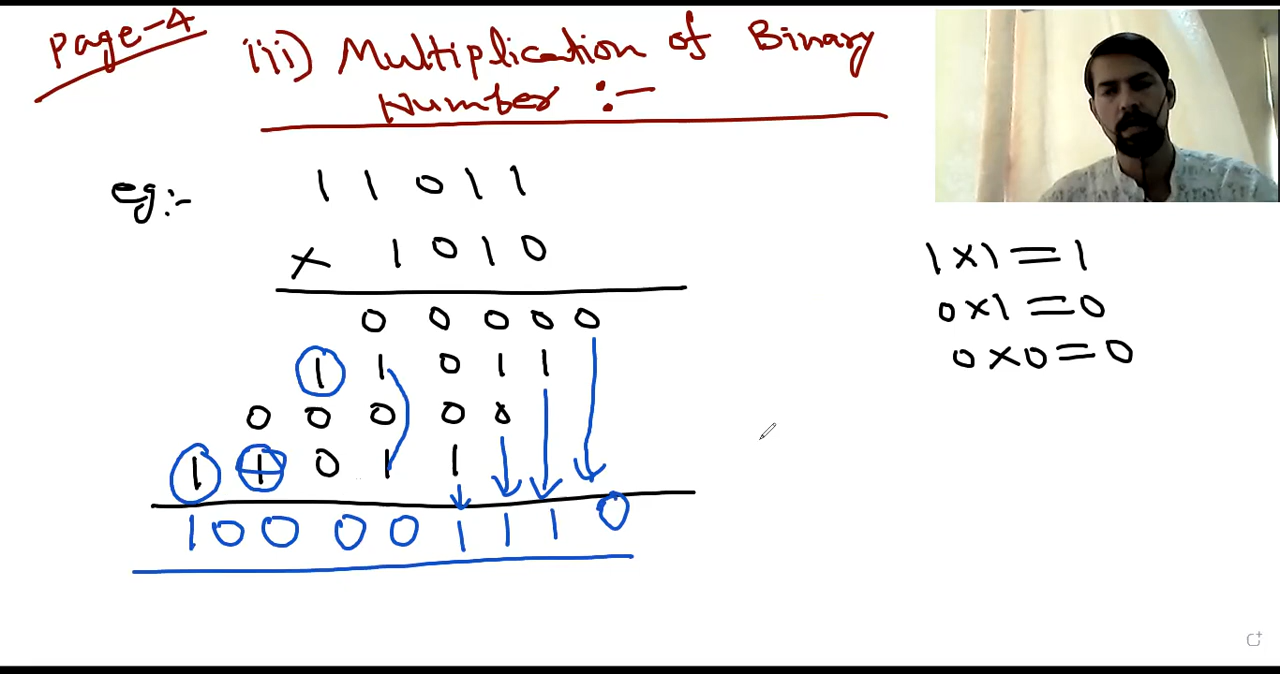 Page-4
iii) Multiplication of Binary
Number :-
eg:- 1 1 0 1 1
× 1 0 1 0
0 0 0 0 0
1 1 0 1 1
0 0 0 0 0
1 1 0 1 1
1 0 0 0 0 1 1 1 0
1 × 1 = 1
0 × 1 = 0
0 × 0 = 0